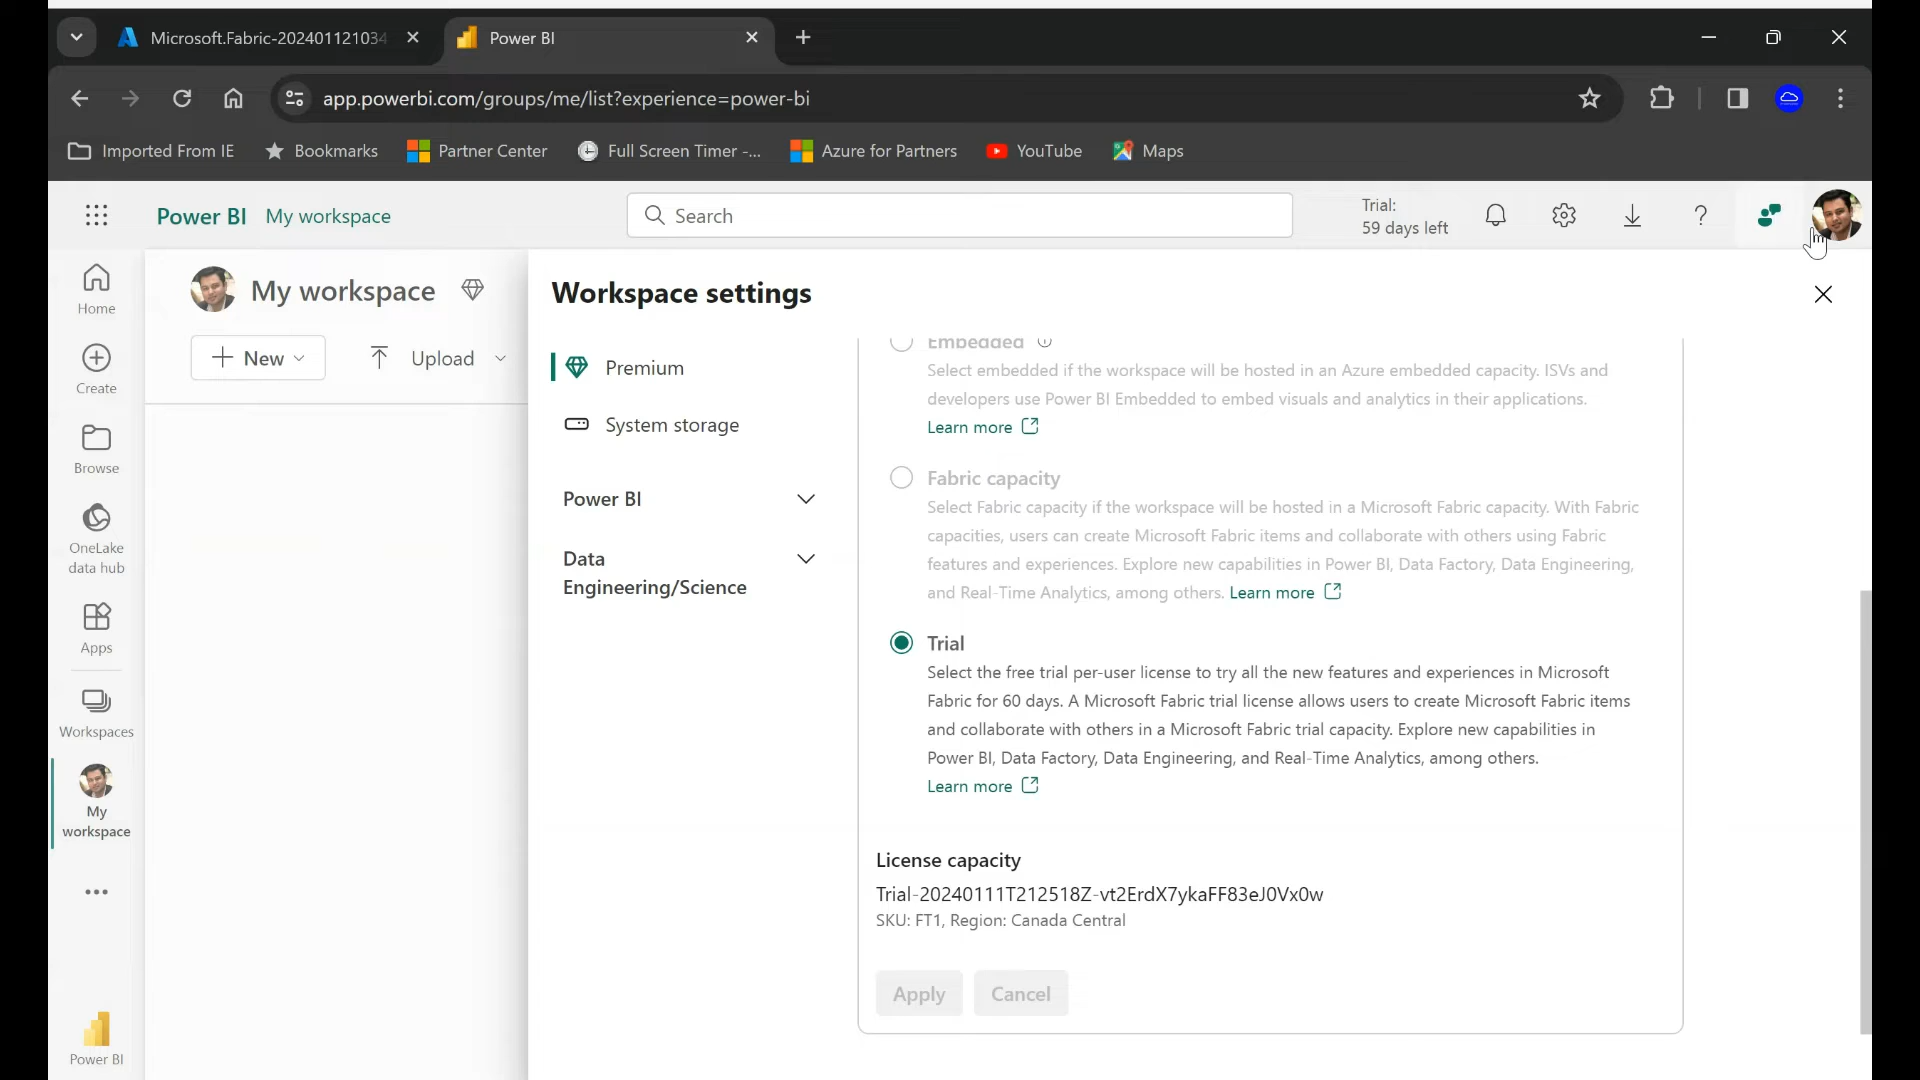 Microsoft.Fabric-202401121034
Power BI
app.powerbi.com/groups/me/list?experience=power-bi
Imported From IE
Bookmarks
Partner Center
Full Screen Timer -...
Azure for Partners
YouTube
Maps
Power BI
My workspace
Search
Trial:
59 days left
Home
Create
Browse
OneLake
data hub
Apps
Workspaces
My
workspace
Power BI
My workspace
New
Upload
Workspace settings
Premium
System storage
Power BI
Data
Engineering/Science
Embedded
Select embedded if the workspace will be hosted in an Azure embedded capacity. ISVs and
developers use Power BI Embedded to embed visuals and analytics in their applications.
Learn more
Fabric capacity
Select Fabric capacity if the workspace will be hosted in a Microsoft Fabric capacity. With Fabric
capacities, users can create Microsoft Fabric items and collaborate with others using Fabric
features and experiences. Explore new capabilities in Power BI, Data Factory, Data Engineering,
and Real-Time Analytics, among others. Learn more
Trial
Select the free trial per-user license to try all the new features and experiences in Microsoft
Fabric for 60 days. A Microsoft Fabric trial license allows users to create Microsoft Fabric items
and collaborate with others in a Microsoft Fabric trial capacity. Explore new capabilities in
Power BI, Data Factory, Data Engineering, and Real-Time Analytics, among others.
Learn more
License capacity
Trial-20240111T212518Z-vt2ErdX7ykaFF83eJ0Vx0w
SKU: FT1, Region: Canada Central
Apply
Cancel